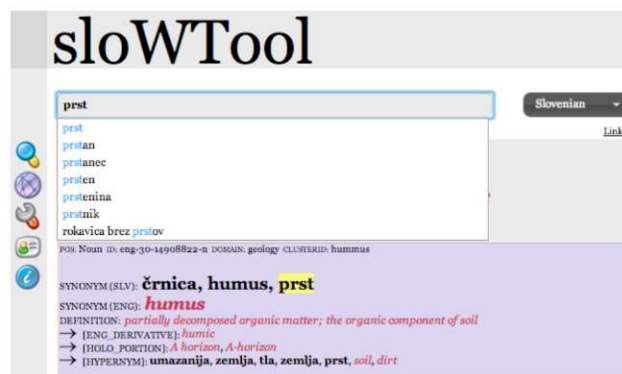 sloWTool
prst
Slovenian
Link
prst
prstan
prstanec
prsten
prstenina
prstnik
rokavica brez prstov
POS: Noun ID: eng-30-14908822-n DOMAIN: geology CLUSTERID: hummus
SYNONYM (SLV): črnica, humus, prst
SYNONYM (ENG): humus
DEFINITION: partially decomposed organic matter; the organic component of soil
→ [ENG_DERIVATIVE]: humic
→ [HOLO_PORTION]: A horizon, A-horizon
→ [HYPERNYM]: umazanija, zemlja, tla, zemlja, prst, soil, dirt